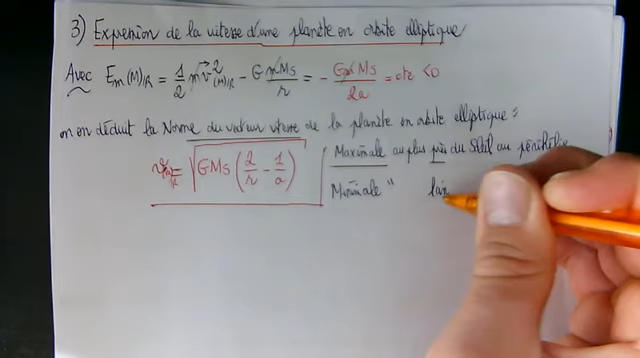 3) Expression de la vitesse d'une planète en orbite elliptique
Avec Em(M)/R = 1/2 m v⃗²(M)/R - G m Ms/r = - G m Ms/2a = cte < 0
on en déduit la Norme du vecteur vitesse de la planète en orbite elliptique :
v(M)/R = √(GMs(2/r - 1/a))
Maximale au plus près du Soleil au périhélie
Minimale " loin